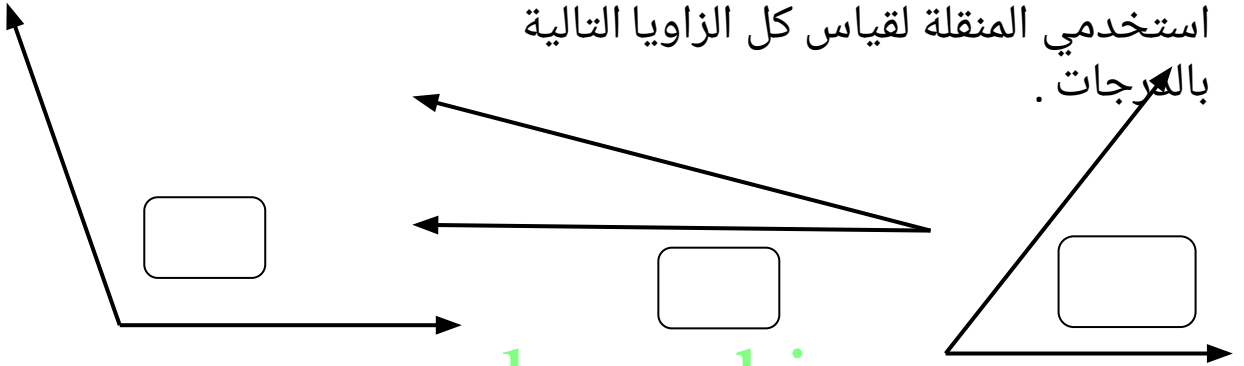 استخدمي المنقلة لقياس كل الزاويا التالية
بالدرجات .